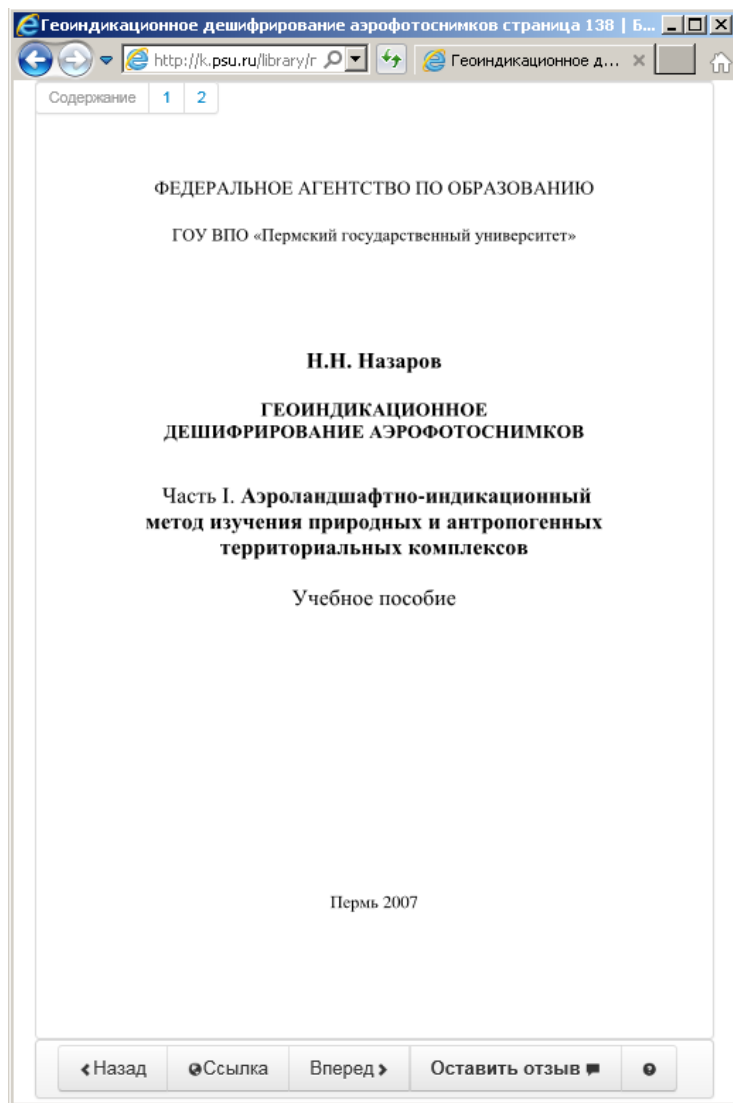 Геоиндикационное дешифрирование аэрофотоснимков страница 138 | Б...
http://k.psu.ru/library/r
Геоиндикационное д...
Содержание 1 2
ФЕДЕРАЛЬНОЕ АГЕНТСТВО ПО ОБРАЗОВАНИЮ
ГОУ ВПО «Пермский государственный университет»
Н.Н. Назаров
ГЕОИНДИКАЦИОННОЕ
ДЕШИФРИРОВАНИЕ АЭРОФОТОСНИМКОВ
Часть I. Аэроландшафтно-индикационный
метод изучения природных и антропогенных
территориальных комплексов
Учебное пособие
Пермь 2007
Назад Ссылка Вперед Оставить отзыв